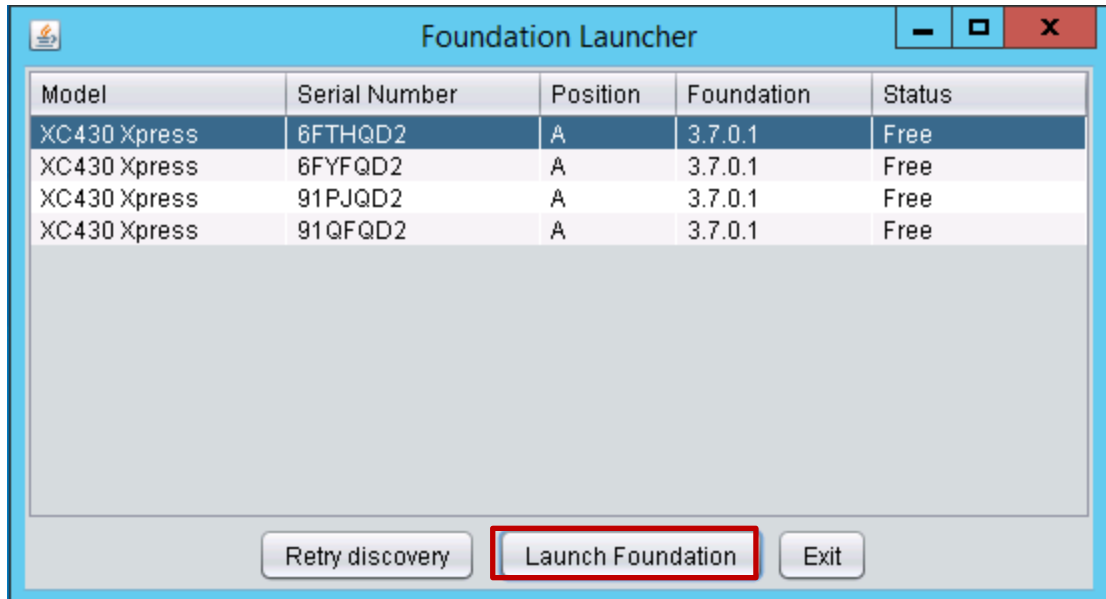 Foundation Launcher
Model Serial Number Position Foundation Status
XC430 Xpress 6FTHQD2 A 3.7.0.1 Free
XC430 Xpress 6FYFQD2 A 3.7.0.1 Free
XC430 Xpress 91PJQD2 A 3.7.0.1 Free
XC430 Xpress 91QFQD2 A 3.7.0.1 Free
Retry discovery Launch Foundation Exit